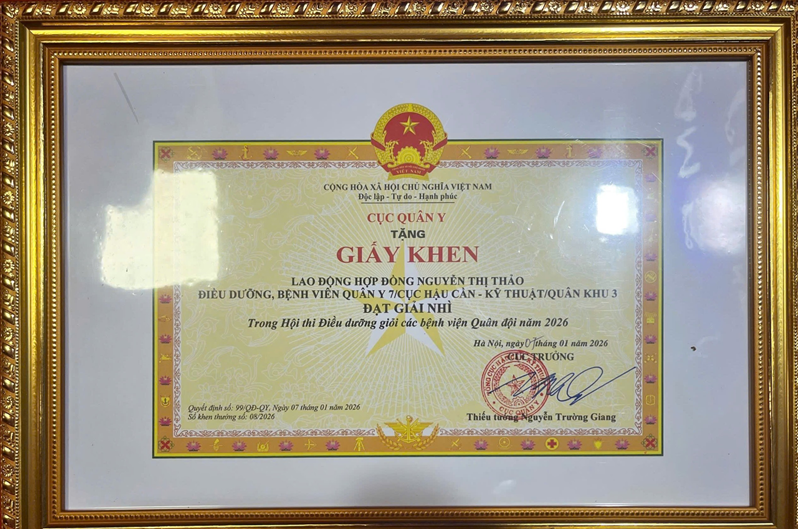 VIỆT NAM
CỘNG HÒA XÃ HỘI CHỦ NGHĨA VIỆT NAM
Độc lập - Tự do - Hạnh phúc
CỤC QUÂN Y
TẶNG
GIẤY KHEN
LAO ĐỘNG HỢP ĐỒNG NGUYỄN THỊ THẢO
ĐIỀU DƯỠNG, BỆNH VIỆN QUÂN Y 7/CỤC HẬU CẦN - KỸ THUẬT/QUÂN KHU 3
ĐẠT GIẢI NHÌ
Trong Hội thi Điều dưỡng giỏi các bệnh viện Quân đội năm 2026
Hà Nội, ngày 07 tháng 01 năm 2026
CỤC TRƯỞNG
CỤC QUÂN Y
Quyết định số: 99/QĐ-QY, Ngày 07 tháng 01 năm 2026
Số khen thưởng số: 08/2026
Thiếu tướng Nguyễn Trường Giang